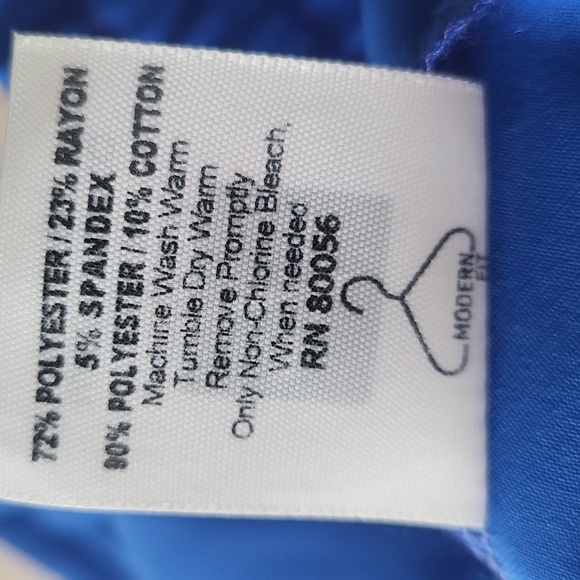 72% POLYESTER / 23% RAYON
5% SPANDEX
90% POLYESTER / 10% COTTON
Machine Wash Warm
Tumble Dry Warm
Remove Promptly
Only Non-Chlorine Bleach,
When needed
RN 80056
MODERN
FIT